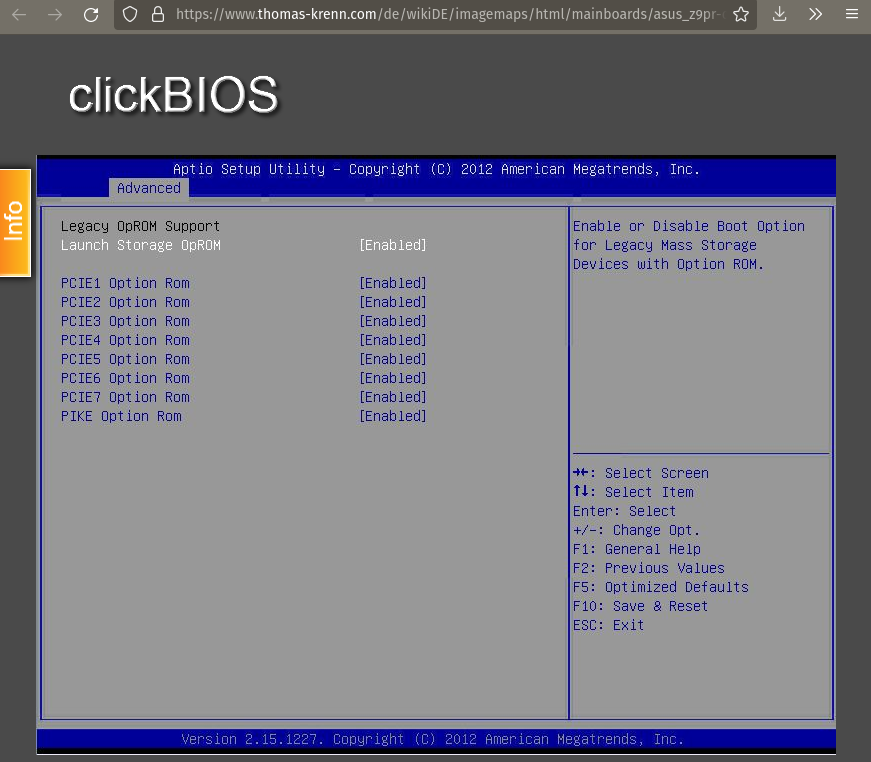 https://www.thomas-krenn.com/de/wikiDE/imagemaps/html/mainboards/asus_z9pr-
clickBIOS
Info
Aptio Setup Utility - Copyright (C) 2012 American Megatrends, Inc.
Advanced
Legacy OpROM Support
Launch Storage OpROM [Enabled]
PCIE1 Option Rom [Enabled]
PCIE2 Option Rom [Enabled]
PCIE3 Option Rom [Enabled]
PCIE4 Option Rom [Enabled]
PCIE5 Option Rom [Enabled]
PCIE6 Option Rom [Enabled]
PCIE7 Option Rom [Enabled]
PIKE Option Rom [Enabled]
Enable or Disable Boot Option
for Legacy Mass Storage
Devices with Option ROM.
→←: Select Screen
↑↓: Select Item
Enter: Select
+/-: Change Opt.
F1: General Help
F2: Previous Values
F5: Optimized Defaults
F10: Save & Reset
ESC: Exit
Version 2.15.1227. Copyright (C) 2012 American Megatrends, Inc.